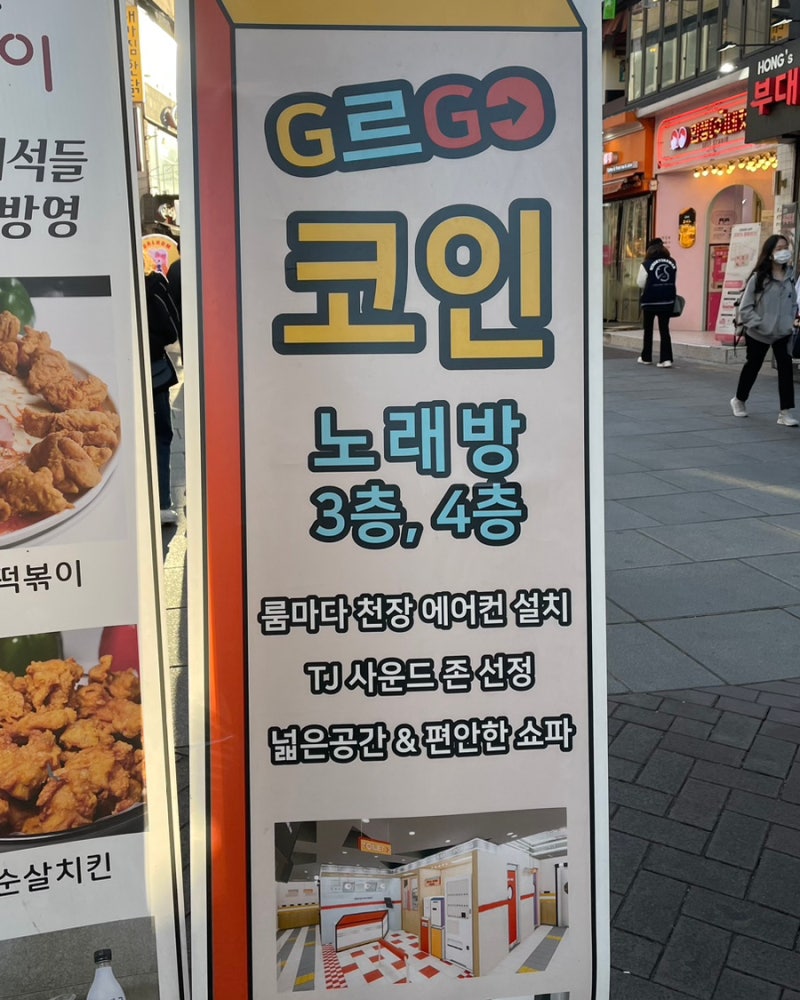 G르GO
코인
노래방
3층, 4층
룸마다 천장 에어컨 설치
TJ 사운드 존 선정
넓은공간 & 편안한 쇼파
석들
방영
떡볶이
순살치킨
HONG's
부대